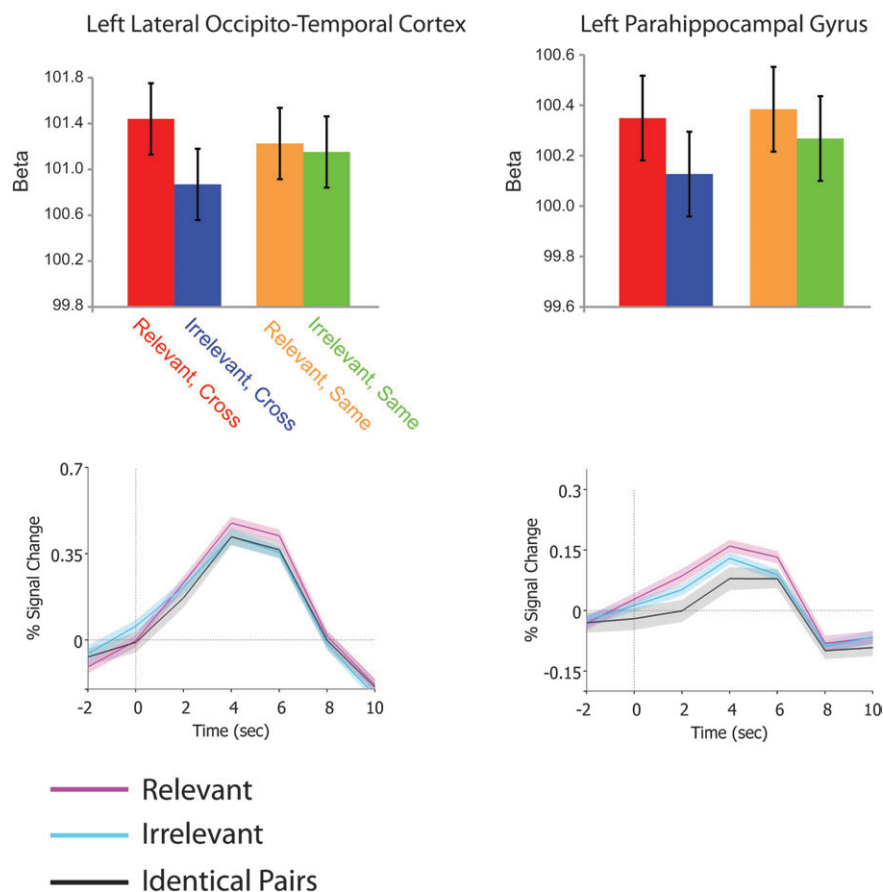 Left Lateral Occipito-Temporal Cortex
Left Parahippocampal Gyrus
Beta
101.8
101.4
101.0
100.6
100.2
99.8
Relevant, Cross
Irrelevant, Cross
Relevant, Same
Irrelevant, Same
Beta
100.6
100.4
100.2
100.0
99.8
99.6
% Signal Change
0.7
0.35
0
-2
0
2
4
6
8
10
Time (sec)
% Signal Change
0.3
0.15
0
-0.15
-2
0
2
4
6
8
10
Time (sec)
Relevant
Irrelevant
Identical Pairs